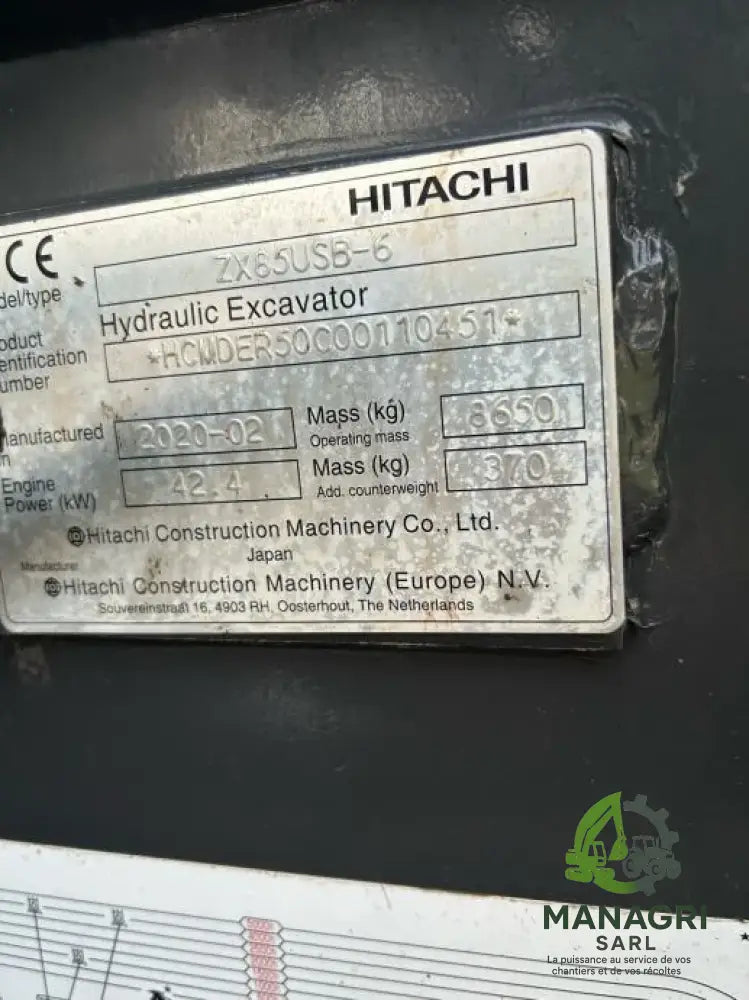 HITACHI
CE
del/type ZX85USB-6
Hydraulic Excavator
oduct
entification
umber
*HCMDER50C00110451*
anufactured
n
2020-02
Mass (kg)
Operating mass
8650
Engine
Power (kW)
42.4
Mass (kg)
Add. counterweight
370
Hitachi Construction Machinery Co., Ltd.
Japan
Manufacturer
Hitachi Construction Machinery (Europe) N.V.
Souvereinstraat 16, 4903 RH, Oosterhout, The Netherlands
MANAGRI
SARL
La puissance au service de vos
chantiers et de vos récoltes